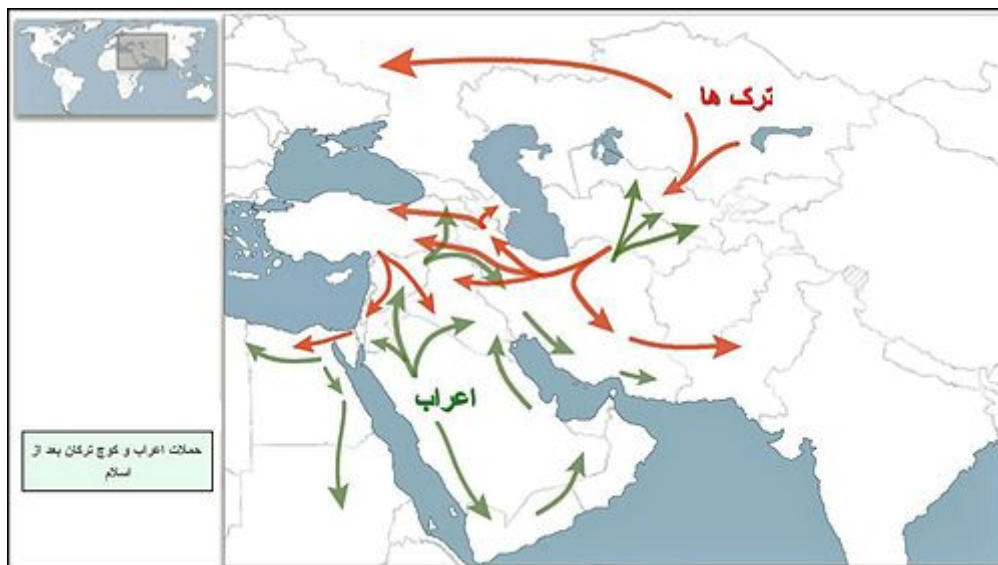 ترک ها
اعراب
حملات اعراب و کوچ ترکان بعد از
اسلام